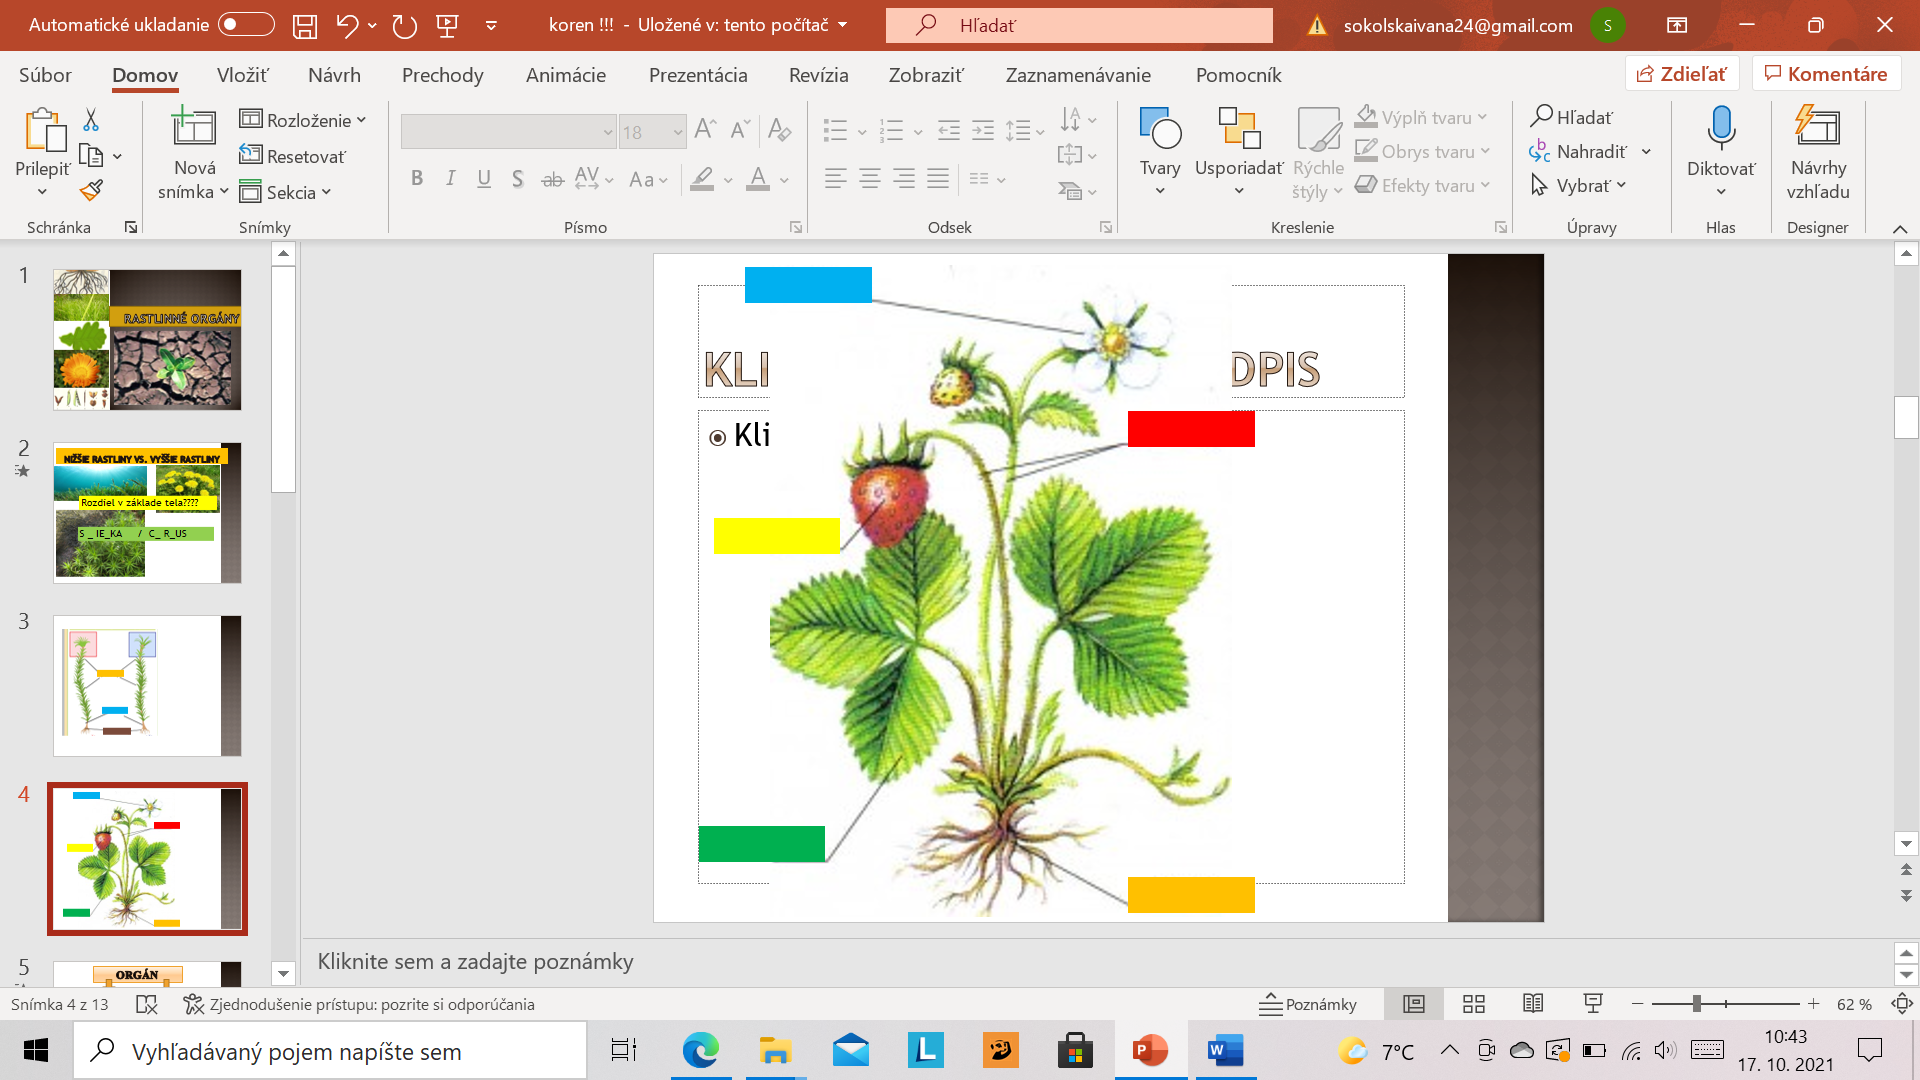 Automatické ukladanie
koren !!! - Uložené v: tento počítač
Hľadať
sokolskaivana24@gmail.com
S
Súbor Domov Vložiť Návrh Prechody Animácie Prezentácia Revízia Zobraziť Zaznamenávanie Pomocník
Zdieľať Komentáre
Prilepiť
Nová
snímka
Rozloženie
Resetovať
Sekcia
18
Tvary
Usporiadať
Rýchle
štýly
Výplň tvaru
Obrys tvaru
Efekty tvaru
Hľadať
Nahradiť
Vybrať
Diktovať
Návrhy
vzhľadu
Schránka Snímky Písmo Odsek Kreslenie Úpravy Hlas Designer
1
RASTLINNÉ ORGÁNY
2
NIŽŠIE RASTLINY VS. VYŠŠIE RASTLINY
Rozdiel v základe tela????
S _ IE_KA / C_ R_US
3
4
5
ORGÁN
KLI DPIS
Kli
Kliknite sem a zadajte poznámky
Snímka 4 z 13
Zjednodušenie prístupu: pozrite si odporúčania
Poznámky
62 %
Vyhľadávaný pojem napíšte sem
7°C
10:43
17. 10. 2021